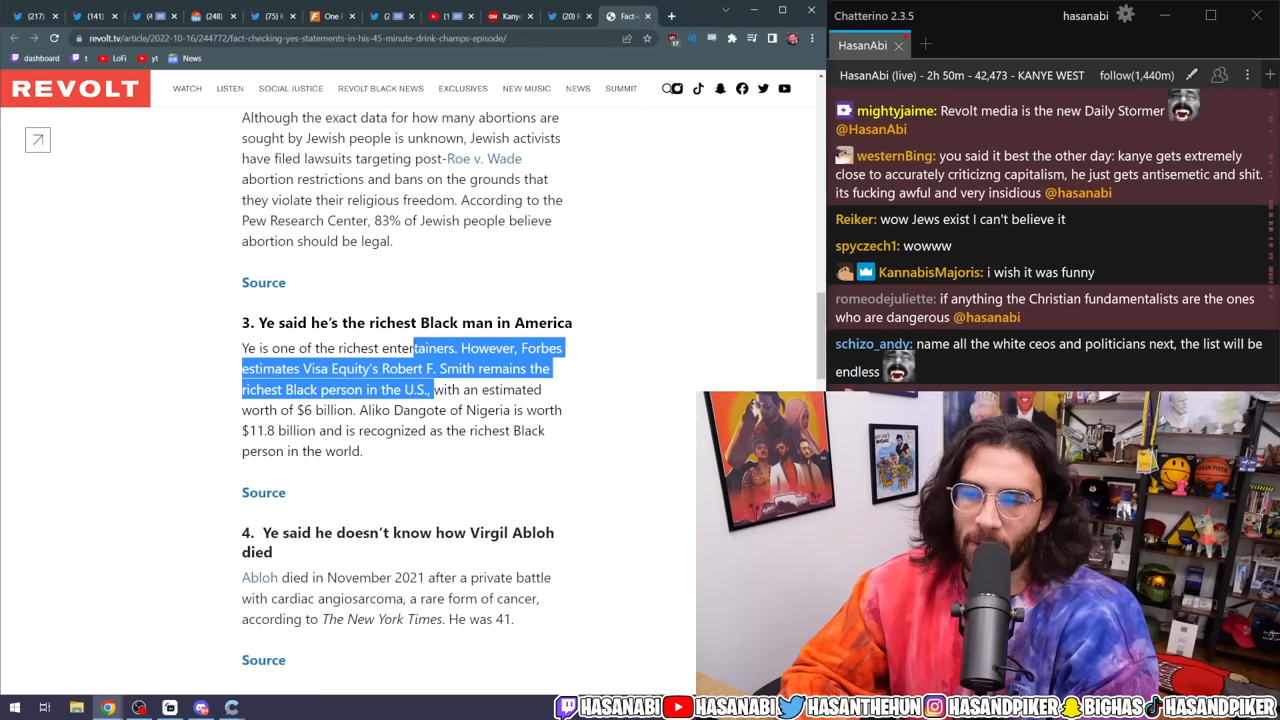 (217)
(141)
(4
(248)
(75) K
One P
(2
(1
Kanye
(20) R
Fact-c
revolt.tv/article/2022-10-16/244772/fact-checking-yes-statements-in-his-45-minute-drink-champs-episode/
17
dashboard
t
LoFi
yt
News
REVOLT
WATCH
LISTEN
SOCIAL JUSTICE
REVOLT BLACK NEWS
EXCLUSIVES
NEW MUSIC
NEWS
SUMMIT
Although the exact data for how many abortions are
sought by Jewish people is unknown, Jewish activists
have filed lawsuits targeting post-Roe v. Wade
abortion restrictions and bans on the grounds that
they violate their religious freedom. According to the
Pew Research Center, 83% of Jewish people believe
abortion should be legal.
Source
3. Ye said he's the richest Black man in America
Ye is one of the richest entertainers. However, Forbes
estimates Visa Equity's Robert F. Smith remains the
richest Black person in the U.S., with an estimated
worth of $6 billion. Aliko Dangote of Nigeria is worth
$11.8 billion and is recognized as the richest Black
person in the world.
Source
4. Ye said he doesn't know how Virgil Abloh
died
Abloh died in November 2021 after a private battle
with cardiac angiosarcoma, a rare form of cancer,
according to The New York Times. He was 41.
Source
Chatterino 2.3.5
hasanabi
HasanAbi
HasanAbi (live) - 2h 50m - 42,473 - KANYE WEST
follow(1,440m)
mightyjaime: Revolt media is the new Daily Stormer
@HasanAbi
westernBing: you said it best the other day: kanye gets extremely
close to accurately criticizng capitalism, he just gets antisemetic and shit.
its fucking awful and very insidious @hasanabi
Reiker: wow Jews exist I can't believe it
spyczech1: wowww
KannabisMajoris: i wish it was funny
romeodejuliette: if anything the Christian fundamentalists are the ones
who are dangerous @hasanabi
schizo_andy: name all the white ceos and politicians next, the list will be
endless
HASANABI
HASANABI
HASANTHEHUN
HASANDPIKER
BIGHAS
HASANDPIKER